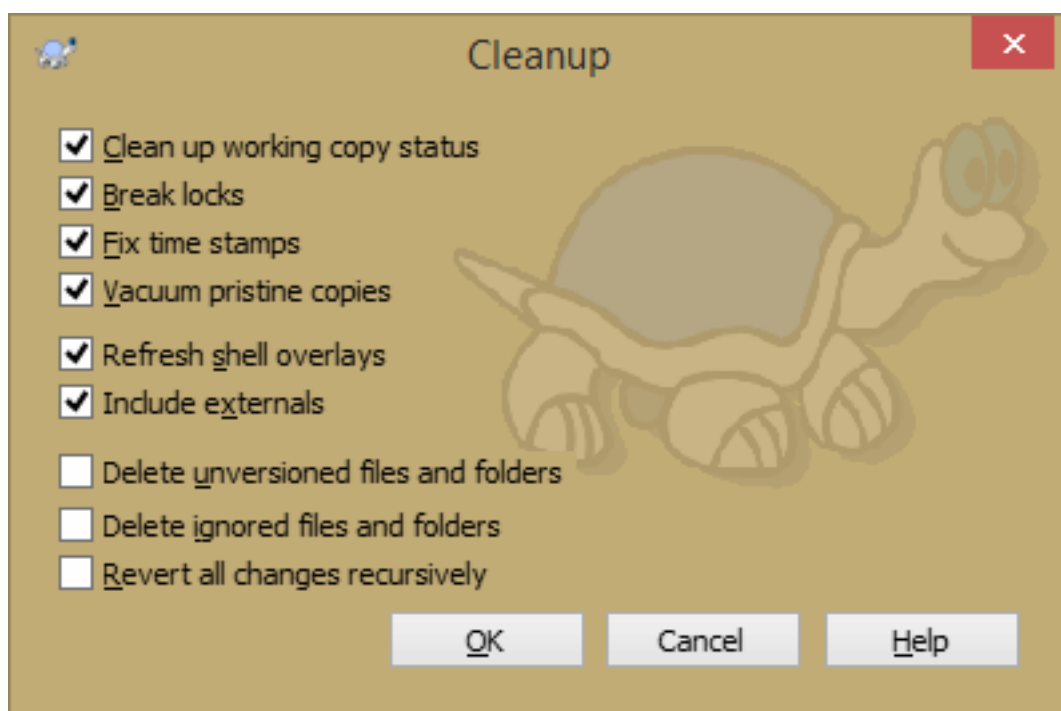 Cleanup
Clean up working copy status
Break locks
Fix time stamps
Vacuum pristine copies
Refresh shell overlays
Include externals
Delete unversioned files and folders
Delete ignored files and folders
Revert all changes recursively
OK Cancel Help